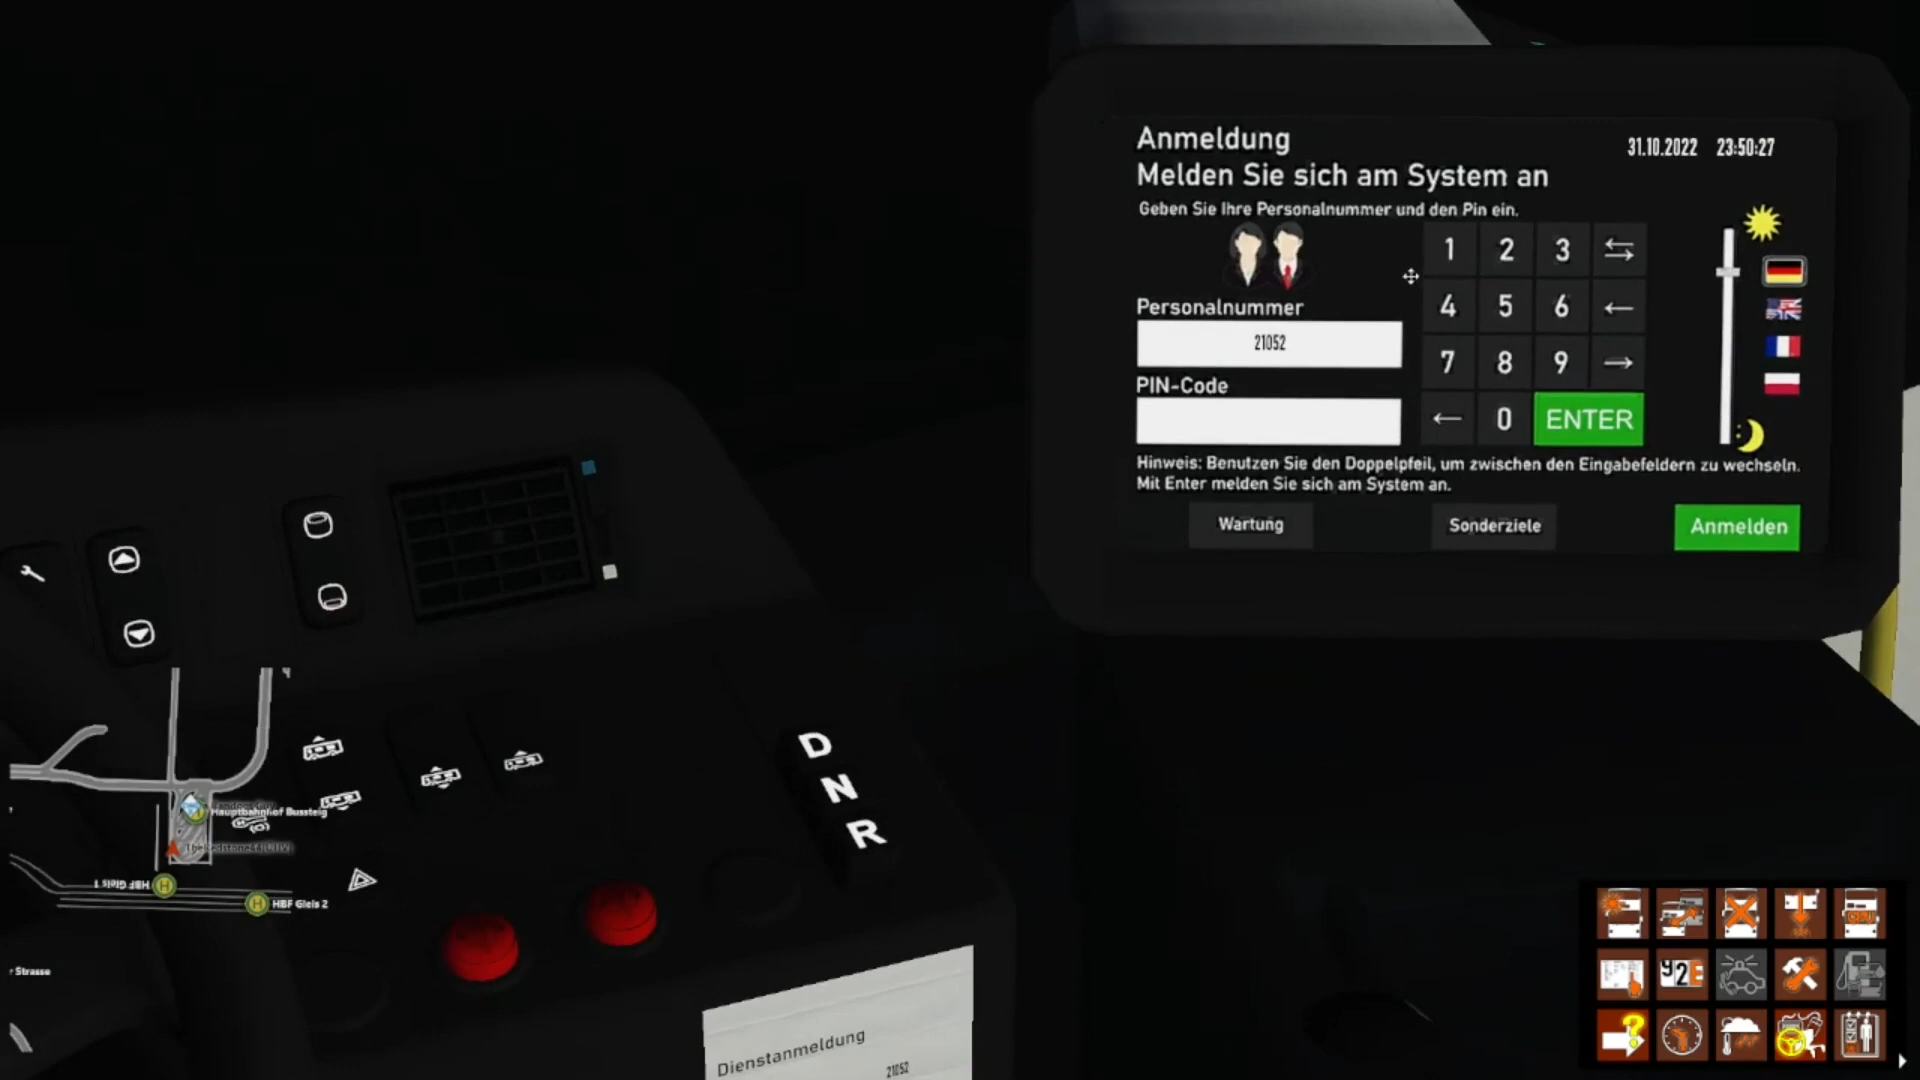 Anmeldung
31.10.2022 23:50:27
Melden Sie sich am System an
Geben Sie Ihre Personalnummer und den Pin ein.
1 2 3
Personalnummer
4 5 6
21052
7 8 9
PIN-Code
0 ENTER
Hinweis: Benutzen Sie den Doppelpfeil, um zwischen den Eingabefeldern zu wechseln.
Mit Enter melden Sie sich am System an.
Wartung Sonderziele Anmelden
D
N
R
Hauptbahnhof Bussteig
HBF Gleis 1
HBF Gleis 2
Strasse
Dienstanmeldung
21052